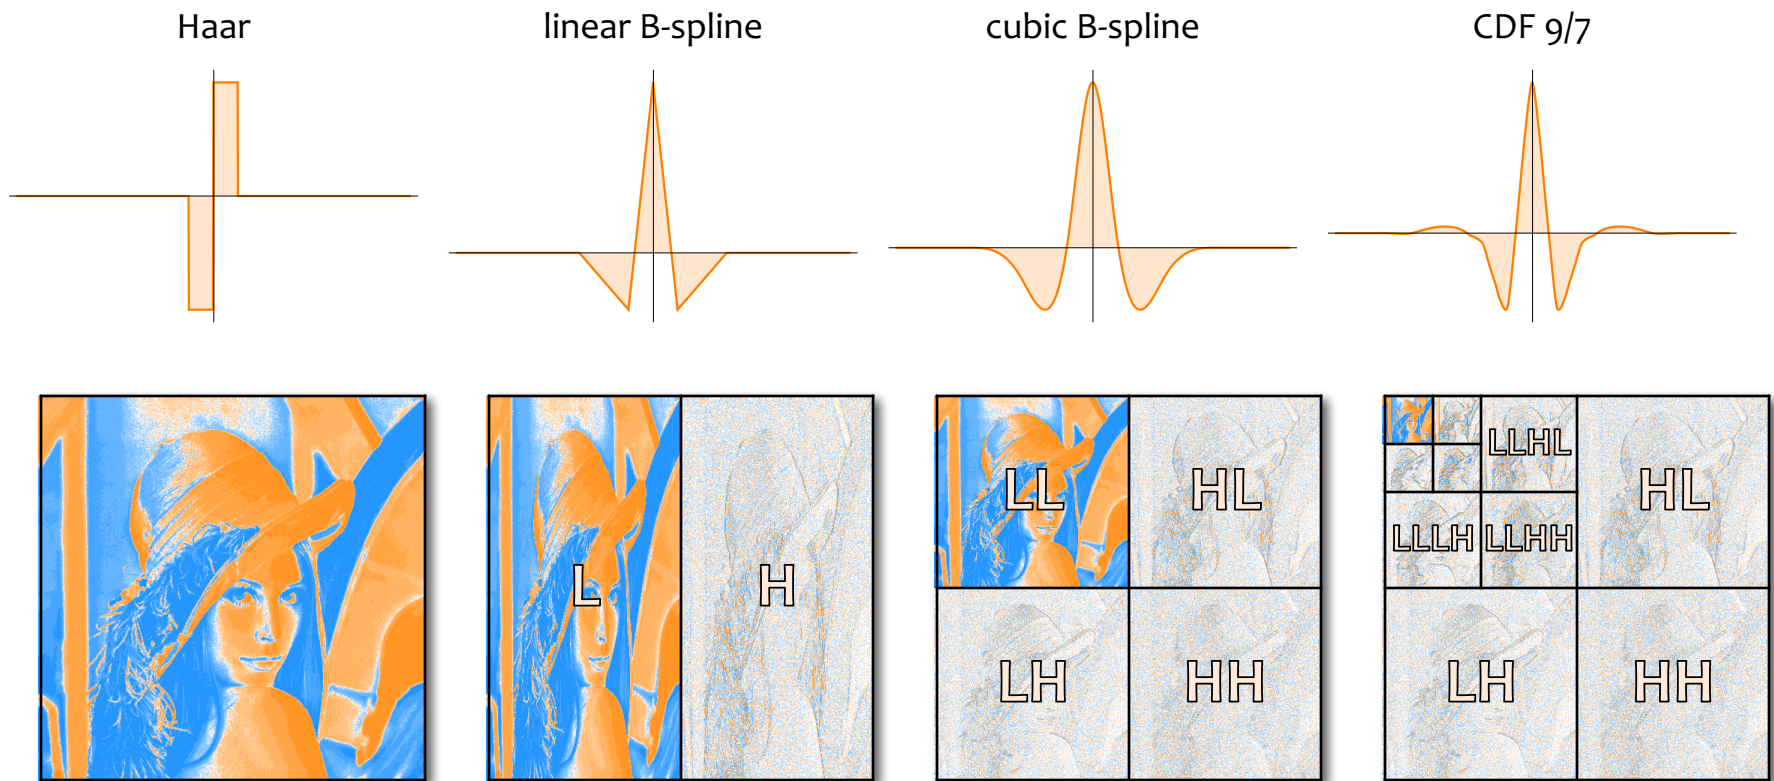 Haar
linear B-spline
cubic B-spline
CDF 9/7
L
H
LL
HL
LH
HH
LLHL
HL
LLLH
LLHH
LH
HH